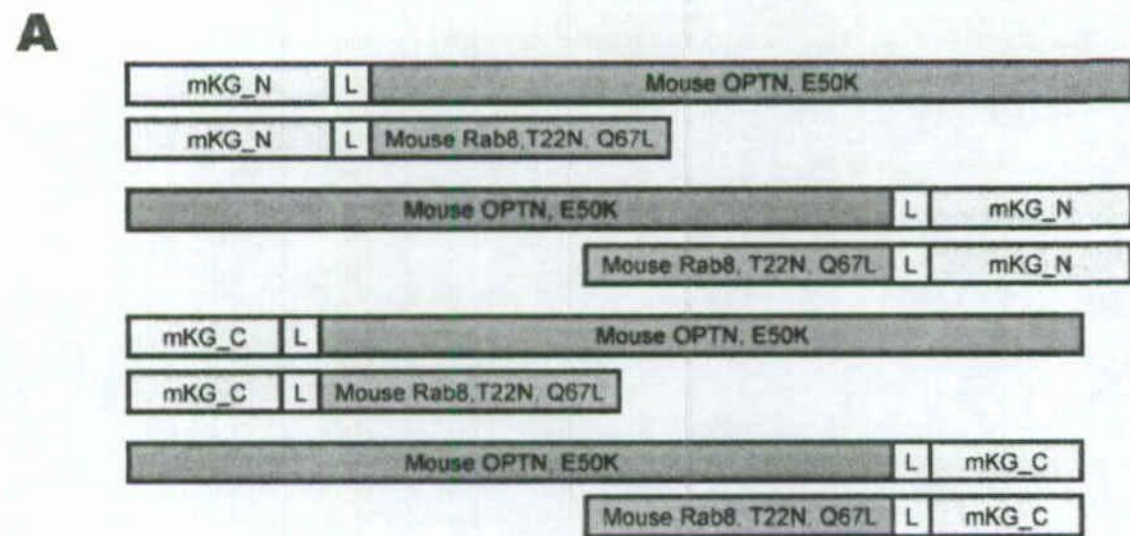 A
mKG_N L Mouse OPTN, E50K
mKG_N L Mouse Rab8,T22N, Q67L
Mouse OPTN, E50K L mKG_N
Mouse Rab8, T22N, Q67L L mKG_N
mKG_C L Mouse OPTN, E50K
mKG_C L Mouse Rab8,T22N, Q67L
Mouse OPTN, E50K L mKG_C
Mouse Rab8, T22N, Q67L L mKG_C